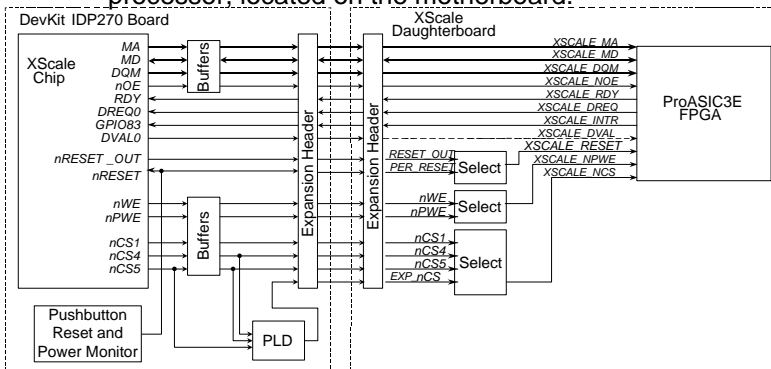 processor, located on the motherboard.
DevKit IDP270 Board
XScale
Daughterboard
XScale
Chip
MA
MD
DQM
nOE
RDY
DREQ0
GPIO83
DVAL0
nRESET_OUT
nRESET
nWE
nPWE
nCS1
nCS4
nCS5
Buffers
Buffers
Expansion Header
Expansion Header
XSCALE_MA
XSCALE_MD
XSCALE_DQM
XSCALE_NOE
XSCALE_RDY
XSCALE_DREQ
XSCALE_INTR
XSCALE_DVAL
XSCALE_RESET
XSCALE_NPWE
XSCALE_NCS
RESET_OUT
PER_RESET
Select
nWE
nPWE
Select
nCS1
nCS4
nCS5
EXP_nCS
Select
ProASIC3E
FPGA
Pushbutton
Reset and
Power Monitor
PLD